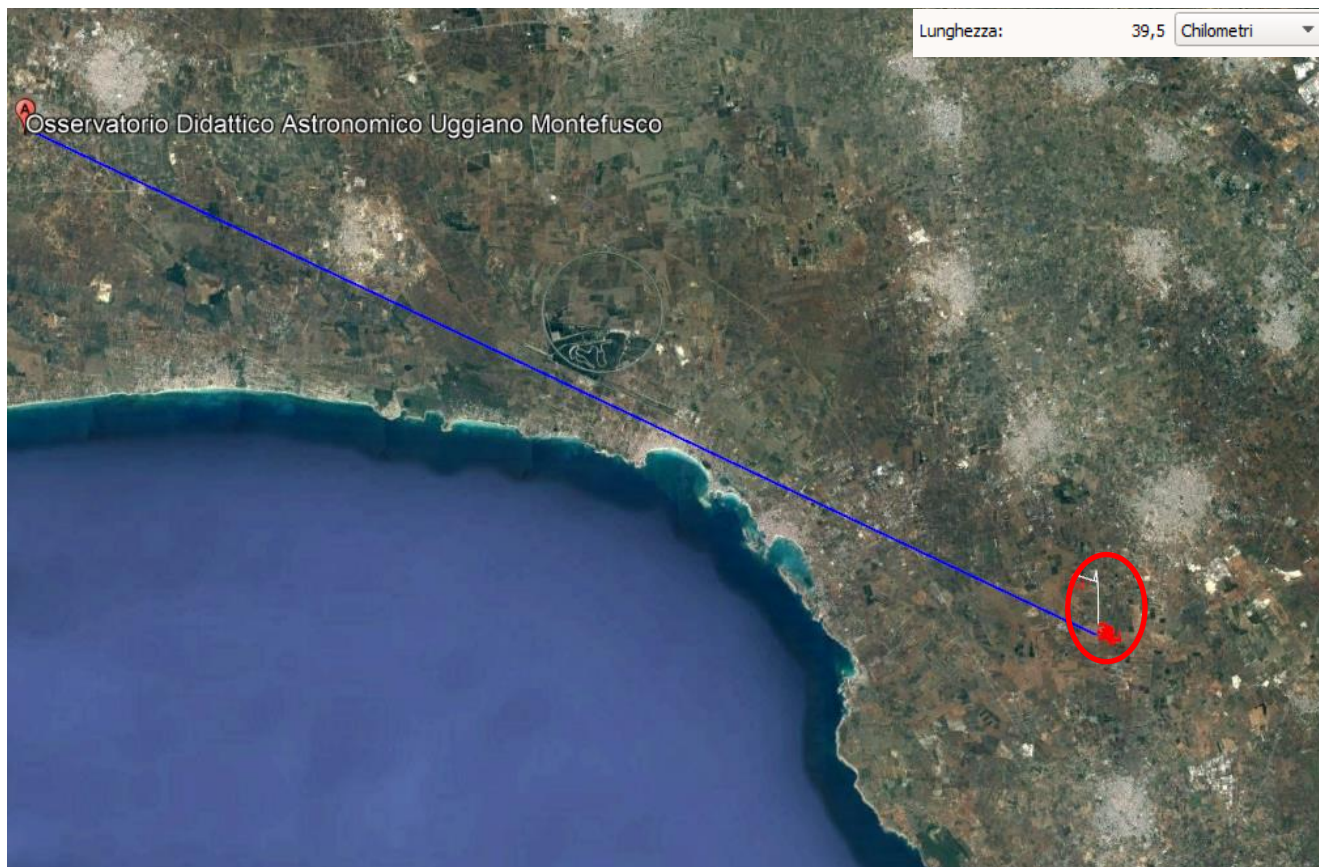 Lunghezza: 39,5 Chilometri
A
Osservatorio Didattico Astronomico Uggiano Montefusco